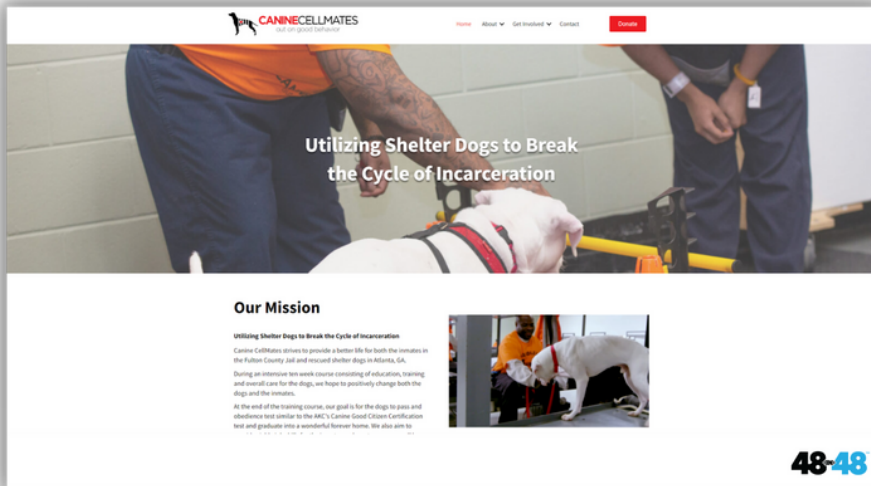 CANINECELLMATES
out on good behavior
Home About Get Involved Contact Donate
Utilizing Shelter Dogs to Break
the Cycle of Incarceration
Our Mission
Utilizing Shelter Dogs to Break the Cycle of Incarceration
Canine CellMates strives to provide a better life for both the inmates in
the Fulton County Jail and rescued shelter dogs in Atlanta, GA.
During an intensive ten week course consisting of education, training
and overall care for the dogs, we hope to positively change both the
dogs and the inmates.
At the end of the training course, our goal is for the dogs to pass and
obedience test similar to the AKC's Canine Good Citizen Certification
test and graduate into a wonderful forever home. We also aim to
48 48